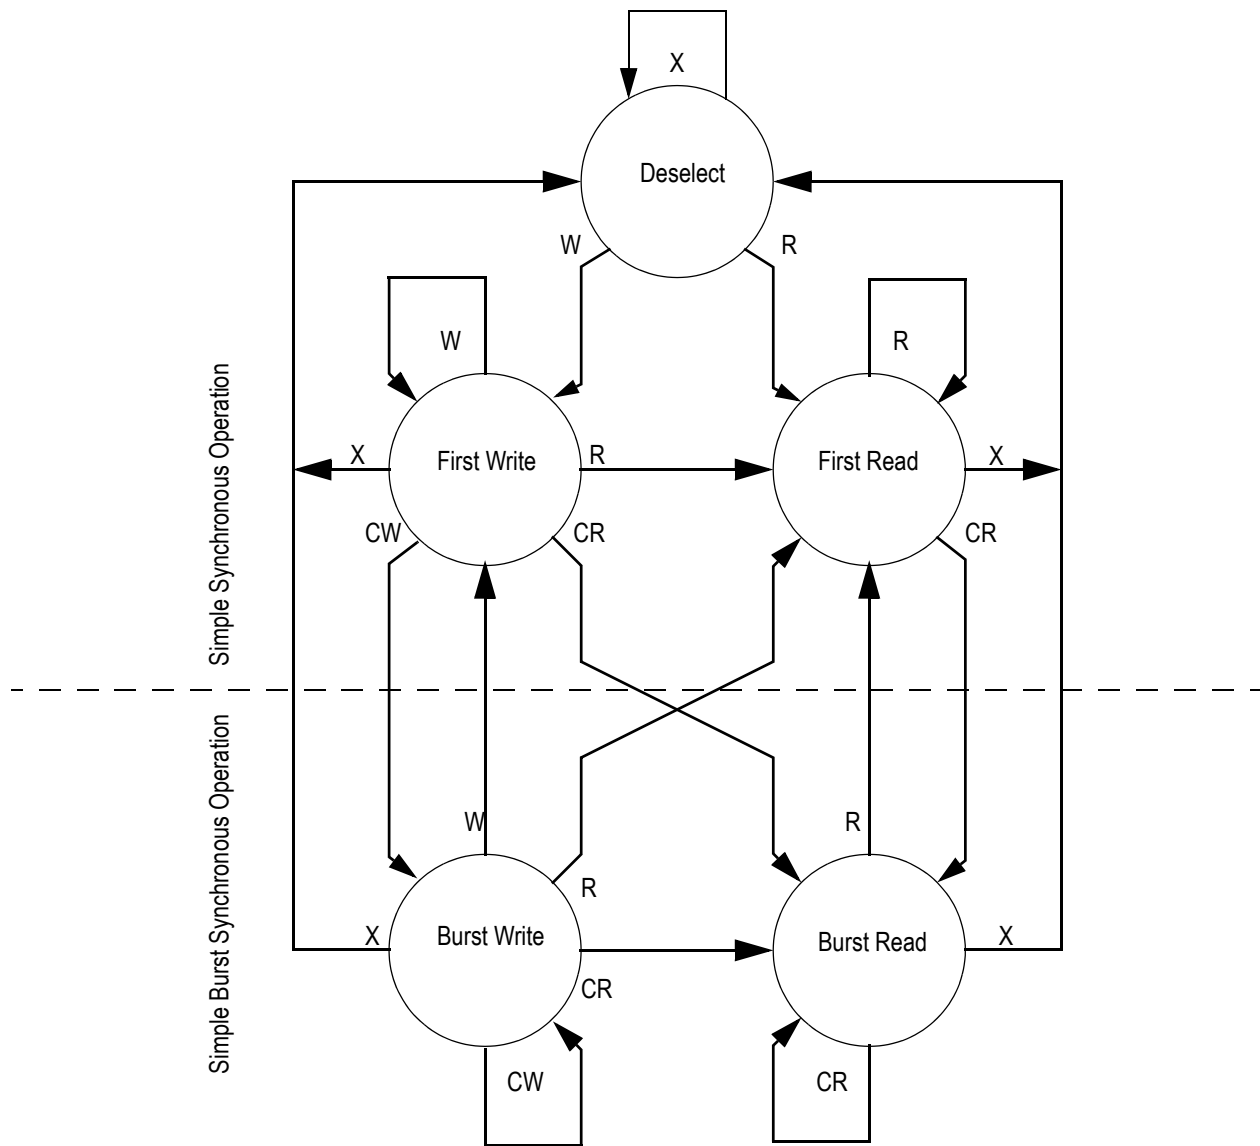 X
Deselect
W
R
W
R
Simple Synchronous Operation
First Write
First Read
X
R
X
CW
CR
CR
Simple Burst Synchronous Operation
W
R
X
Burst Write
R
Burst Read
X
CR
CW
CR